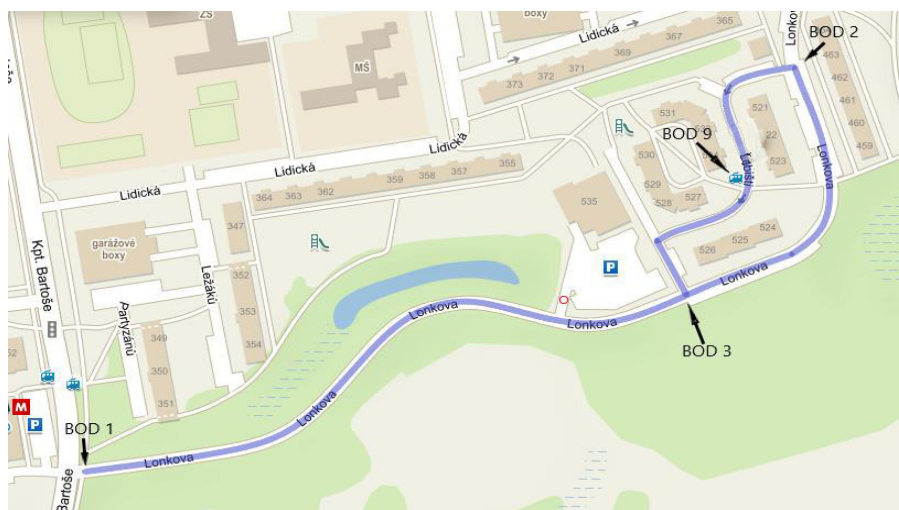 ZŠ
MŠ
Lidická
boxy
365
367
369
371
372
373
Lonkova
BOD 2
463
462
461
460
459
531
521
22
523
BOD 9
530
529
528
527
K Ubišti
Lonkova
524
525
526
Lidická
Lidická
Lidická
355
357
358
359
362
363
364
535
P
347
garážové
boxy
Kpt. Bartoše
Ležáků
352
353
354
Partyzánů
349
350
351
52
M
P
BOD 1
Lonkova
Lonkova
Lonkova
Lonkova
Lonkova
BOD 3
Bartoše